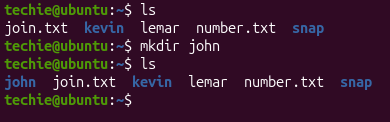 techie@ubuntu:~$ ls
join.txt  kevin  lemar  number.txt  snap
techie@ubuntu:~$ mkdir john
techie@ubuntu:~$ ls
john  join.txt  kevin  lemar  number.txt  snap
techie@ubuntu:~$